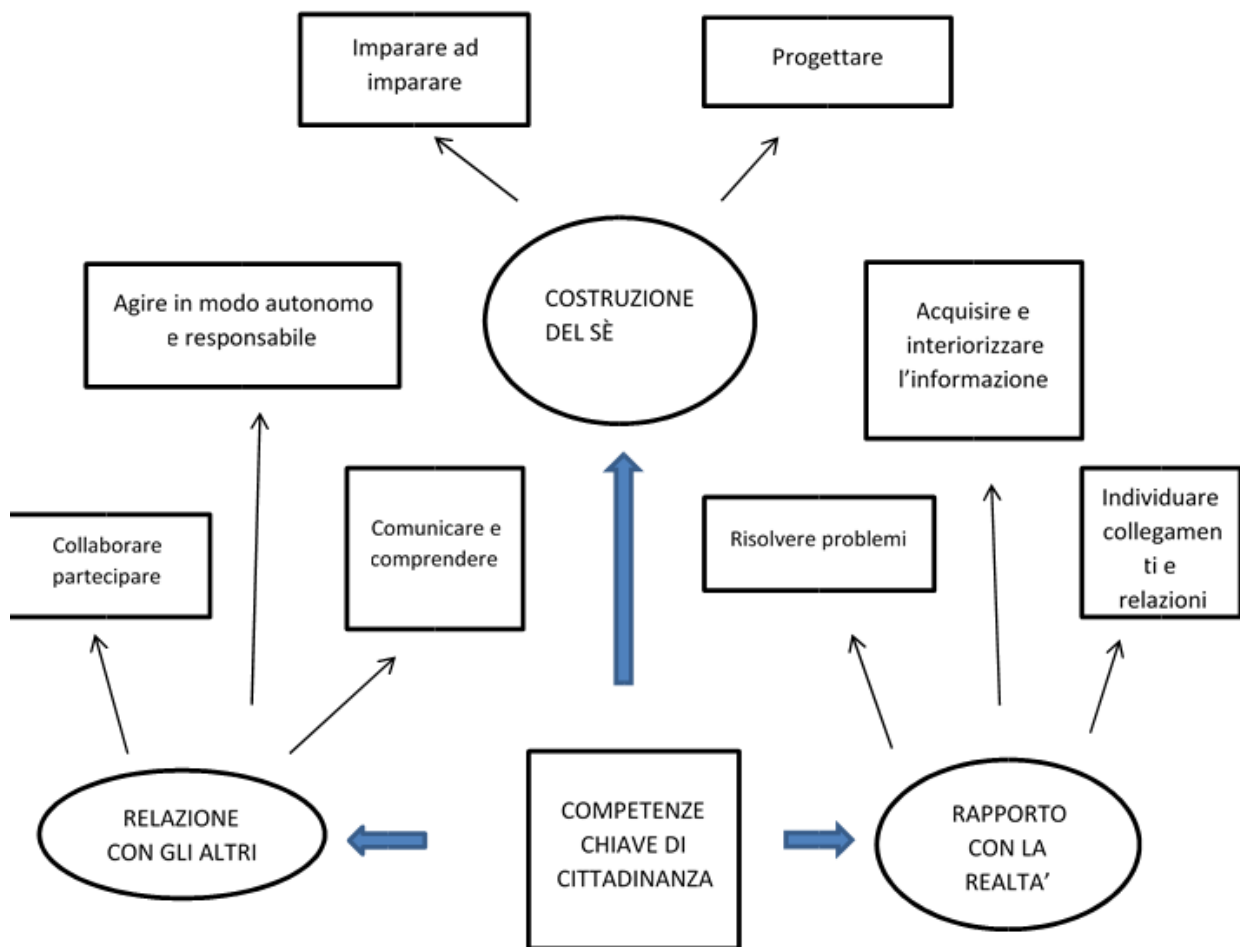 Imparare ad
imparare
Progettare
COSTRUZIONE
DEL SÈ
Agire in modo autonomo
e responsabile
Acquisire e
interiorizzare
l'informazione
Collaborare
partecipare
Comunicare e
comprendere
Risolvere problemi
Individuare
collegamen
ti e
relazioni
RELAZIONE
CON GLI ALTRI
COMPETENZE
CHIAVE DI
CITTADINANZA
RAPPORTO
CON LA
REALTA'